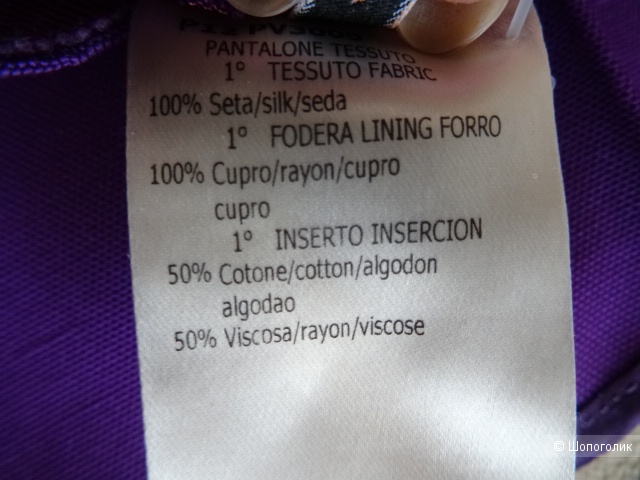 PANTALONE TESSUTO
1° TESSUTO FABRIC
100% Seta/silk/seda
1° FODERA LINING FORRO
100% Cupro/rayon/cupro
cupro
1° INSERTO INSERCION
50% Cotone/cotton/algodon
algodao
50% Viscosa/rayon/viscose
© Шопоголик